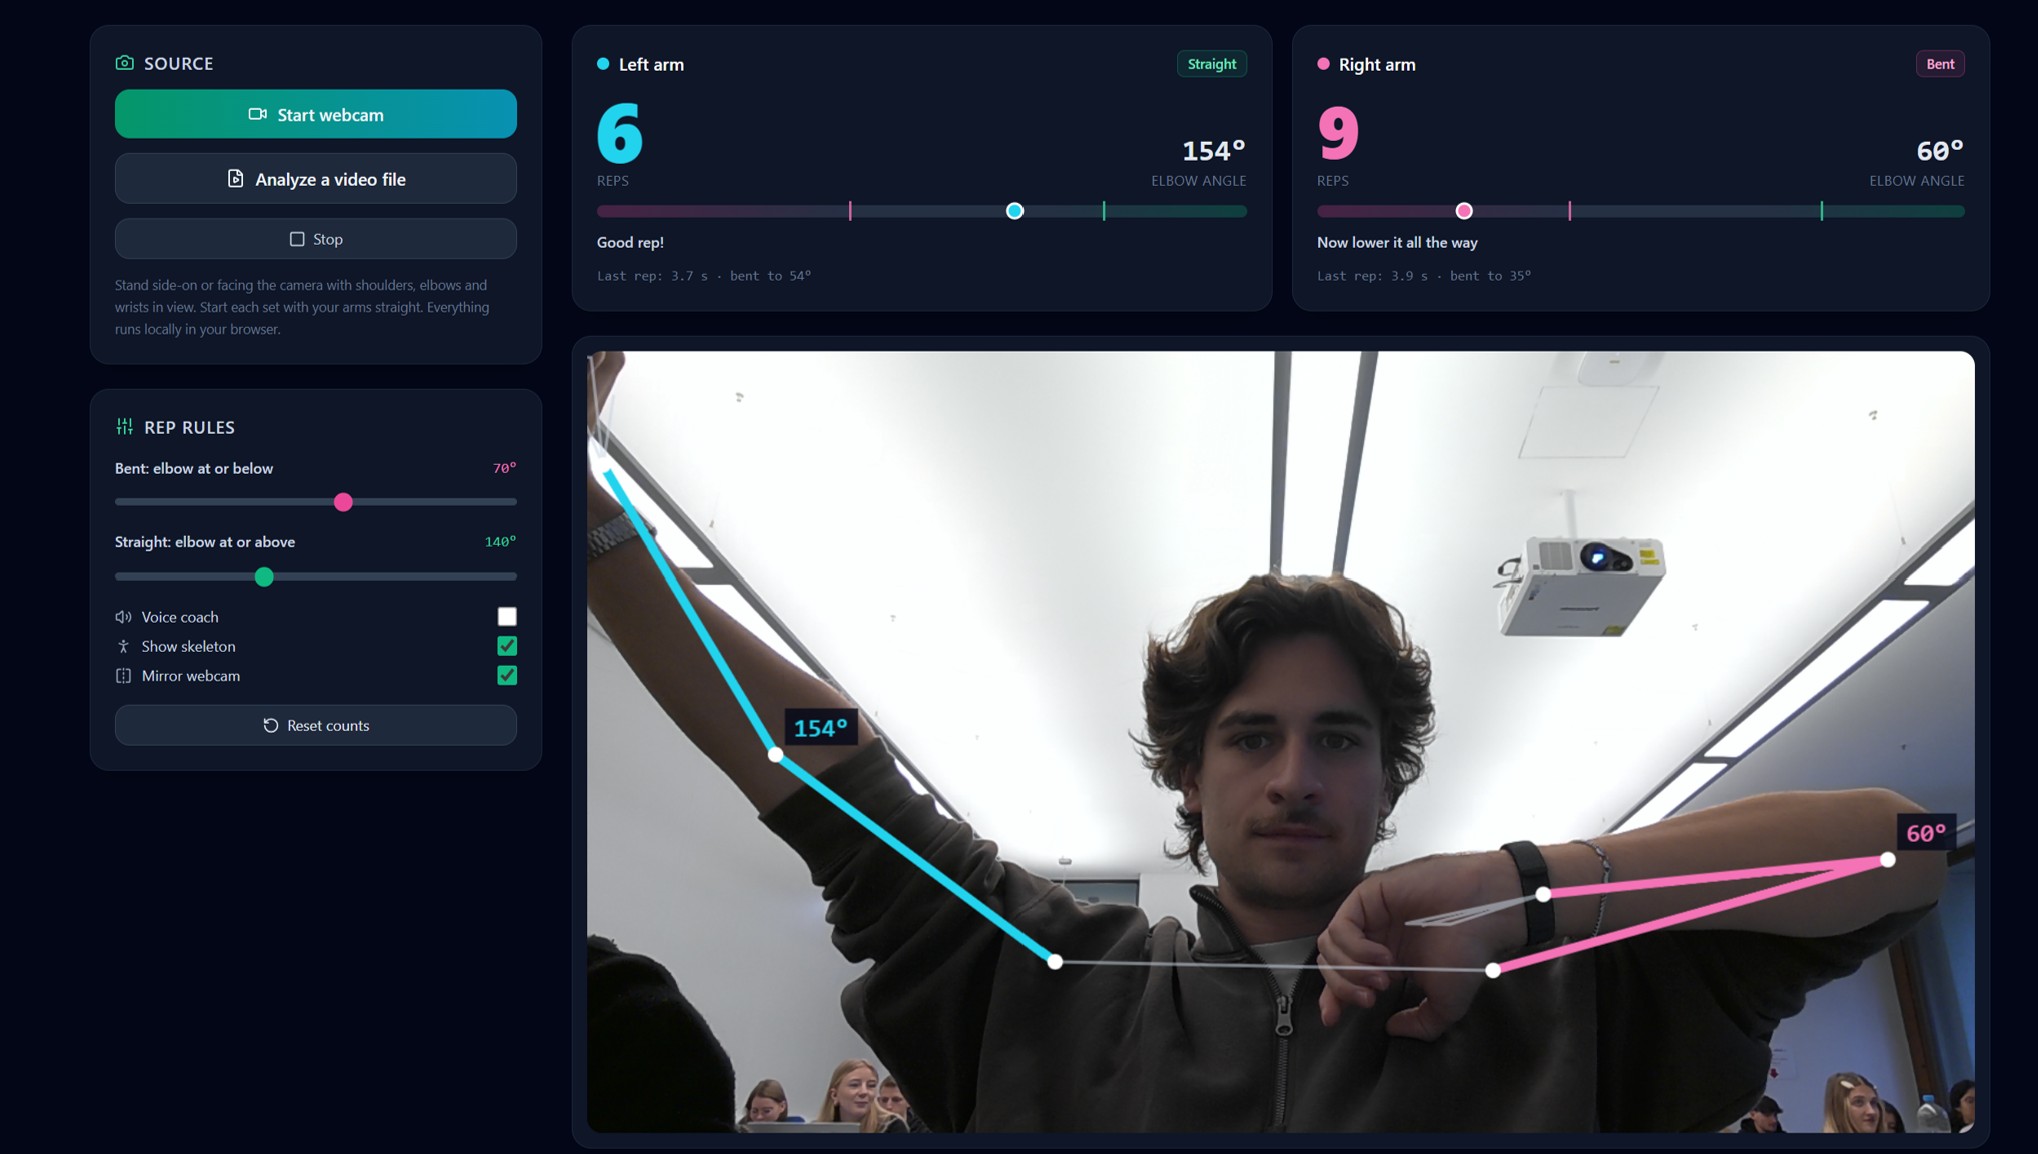 SOURCE
Start webcam
Analyze a video file
Stop
Stand side-on or facing the camera with shoulders, elbows and
wrists in view. Start each set with your arms straight. Everything
runs locally in your browser.
REP RULES
Bent: elbow at or below 70°
Straight: elbow at or above 140°
Voice coach
Show skeleton
Mirror webcam
Reset counts
Left arm Straight
6 154°
REPS ELBOW ANGLE
Good rep!
Last rep: 3.7 s · bent to 54°
Right arm Bent
9 60°
REPS ELBOW ANGLE
Now lower it all the way
Last rep: 3.9 s · bent to 35°
154°
60°